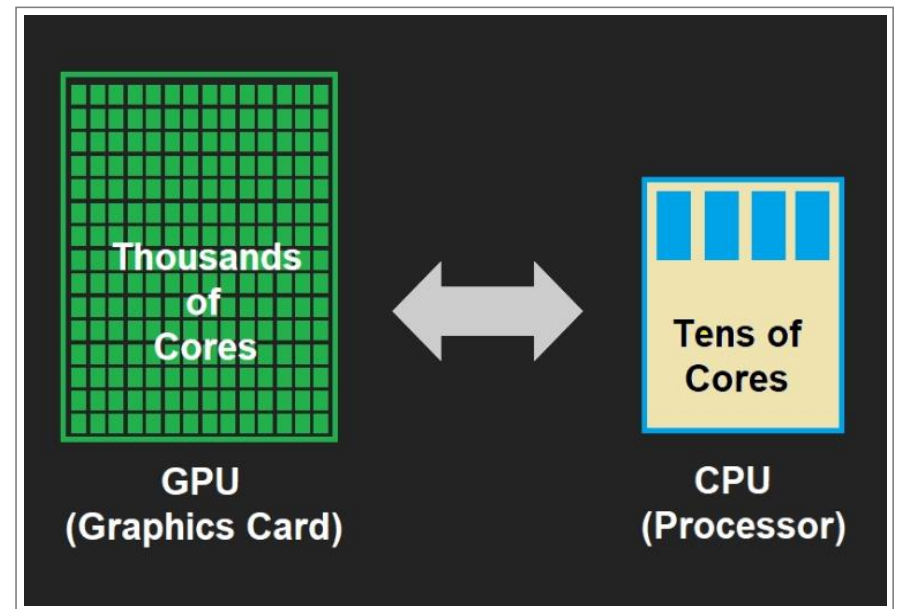 Thousands
of
Cores
GPU
(Graphics Card)
Tens of
Cores
CPU
(Processor)